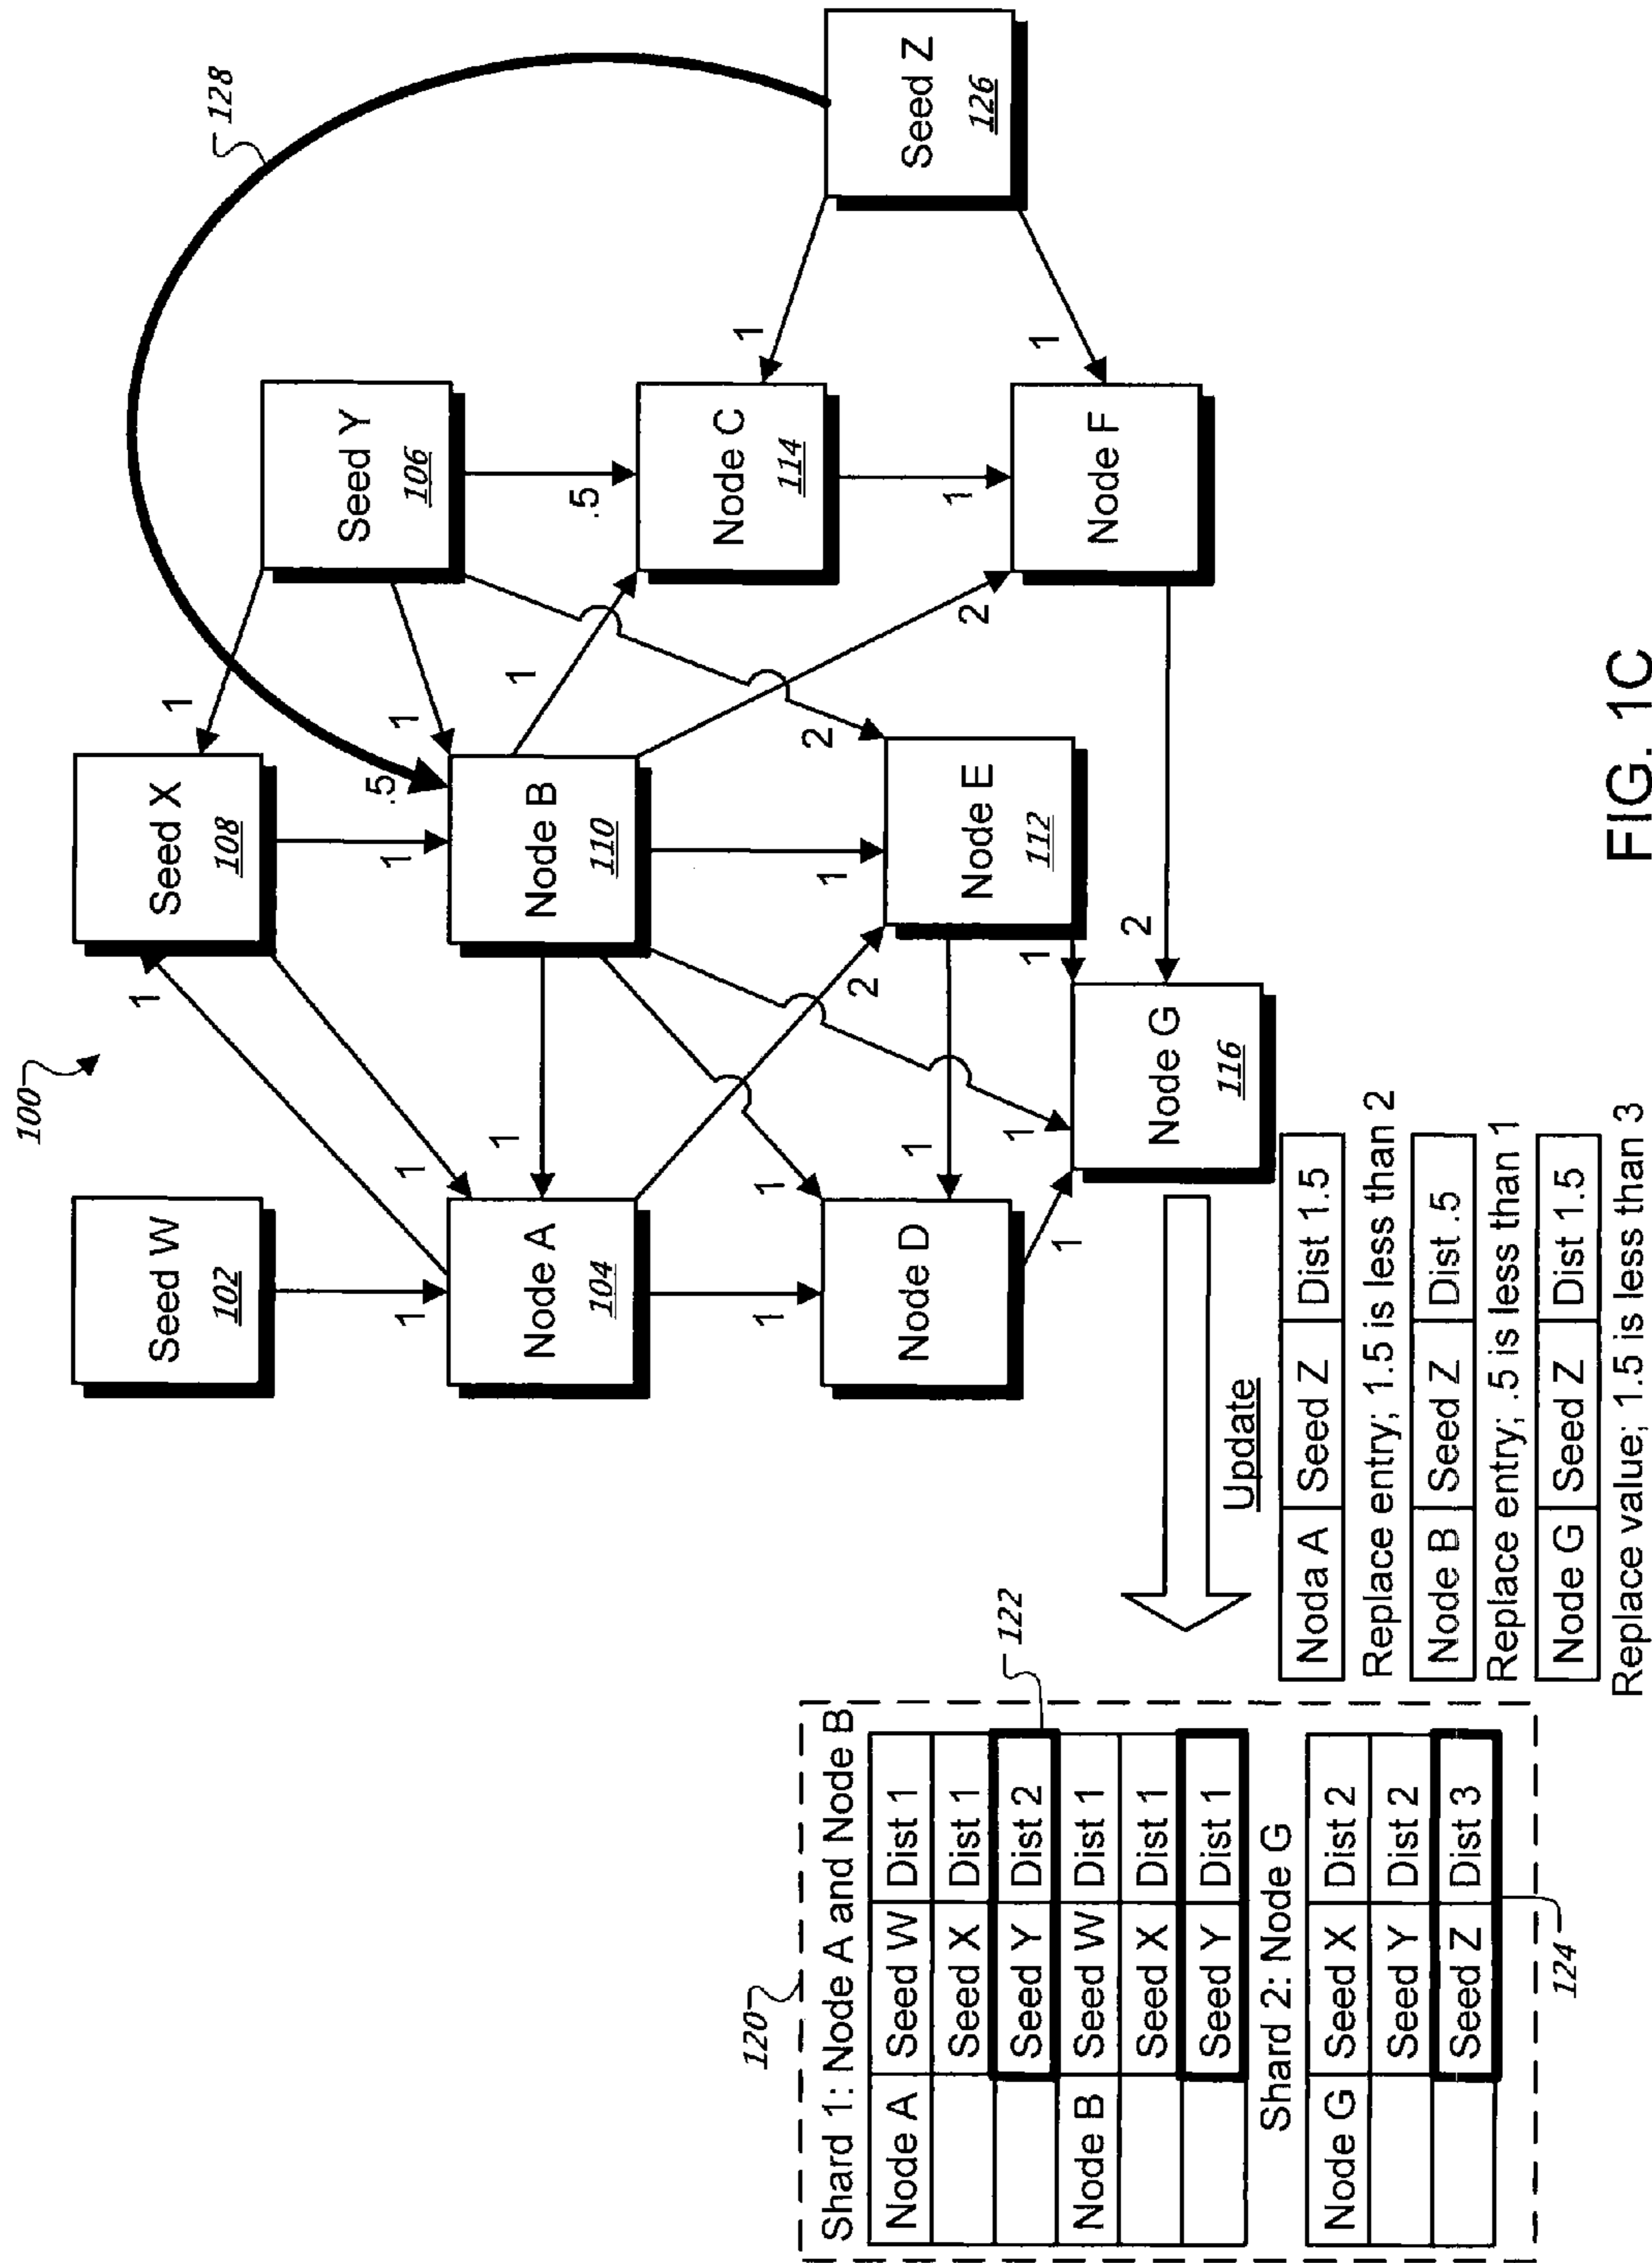 100
128
Seed W
102
Seed X
108
Seed Y
106
1
1
1
1
1
1
.5
.5
Node A
104
Node B
110
Node C
114
Seed Z
126
1
1
1
1
1
1
2
2
2
1
1
Node D
Node E
112
Node F
1
1
1
1
2
Node G
116
120
Shard 1: Node A and Node B
Node A Seed W Dist 1
Seed X Dist 1
Seed Y Dist 2
Node B Seed W Dist 1
Seed X Dist 1
Seed Y Dist 1
122
Shard 2: Node G
Node G Seed X Dist 2
Seed Y Dist 2
Seed Z Dist 3
124
Update
Noda A Seed Z Dist 1.5
Replace entry; 1.5 is less than 2
Node B Seed Z Dist .5
Replace entry; .5 is less than 1
Node G Seed Z Dist 1.5
Replace value; 1.5 is less than 3
FIG. 1C